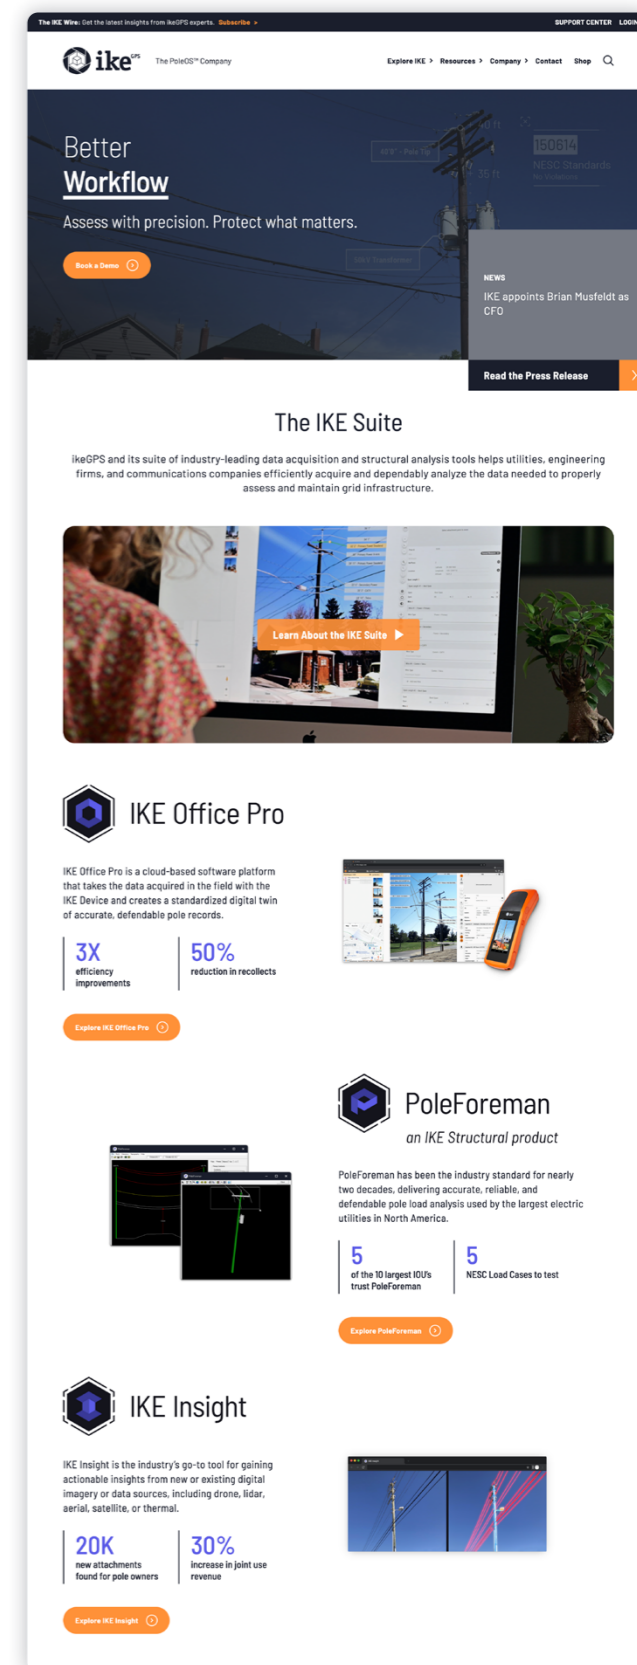 The IKE Wire: Get the latest insights from ikeGPS experts. Subscribe >
SUPPORT CENTER LOGIN
ike GPS
The PoleOS™ Company
Explore IKE > Resources > Company > Contact Shop
Better
Workflow
Assess with precision. Protect what matters.
Book a Demo
40 ft
35 ft
150614
NESC Standards
No Violations
NEWS
IKE appoints Brian Musfeldt as
CFO
Read the Press Release
The IKE Suite
ikeGPS and its suite of industry-leading data acquisition and structural analysis tools helps utilities, engineering
firms, and communications companies efficiently acquire and dependably analyze the data needed to properly
assess and maintain grid infrastructure.
Learn About the IKE Suite
IKE Office Pro
IKE Office Pro is a cloud-based software platform
that takes the data acquired in the field with the
IKE Device and creates a standardized digital twin
of accurate, defendable pole records.
3X
efficiency
improvements
50%
reduction in recollects
Explore IKE Office Pro
PoleForeman
an IKE Structural product
PoleForeman has been the industry standard for nearly
two decades, delivering accurate, reliable, and
defendable pole load analysis used by the largest electric
utilities in North America.
5
of the 10 largest IOU's
trust PoleForeman
5
NESC Load Cases to test
Explore PoleForeman
IKE Insight
IKE Insight is the industry's go-to tool for gaining
actionable insights from new or existing digital
imagery or data sources, including drone, lidar,
aerial, satellite, or thermal.
20K
new attachments
found for pole owners
30%
increase in joint use
revenue
Explore IKE Insight